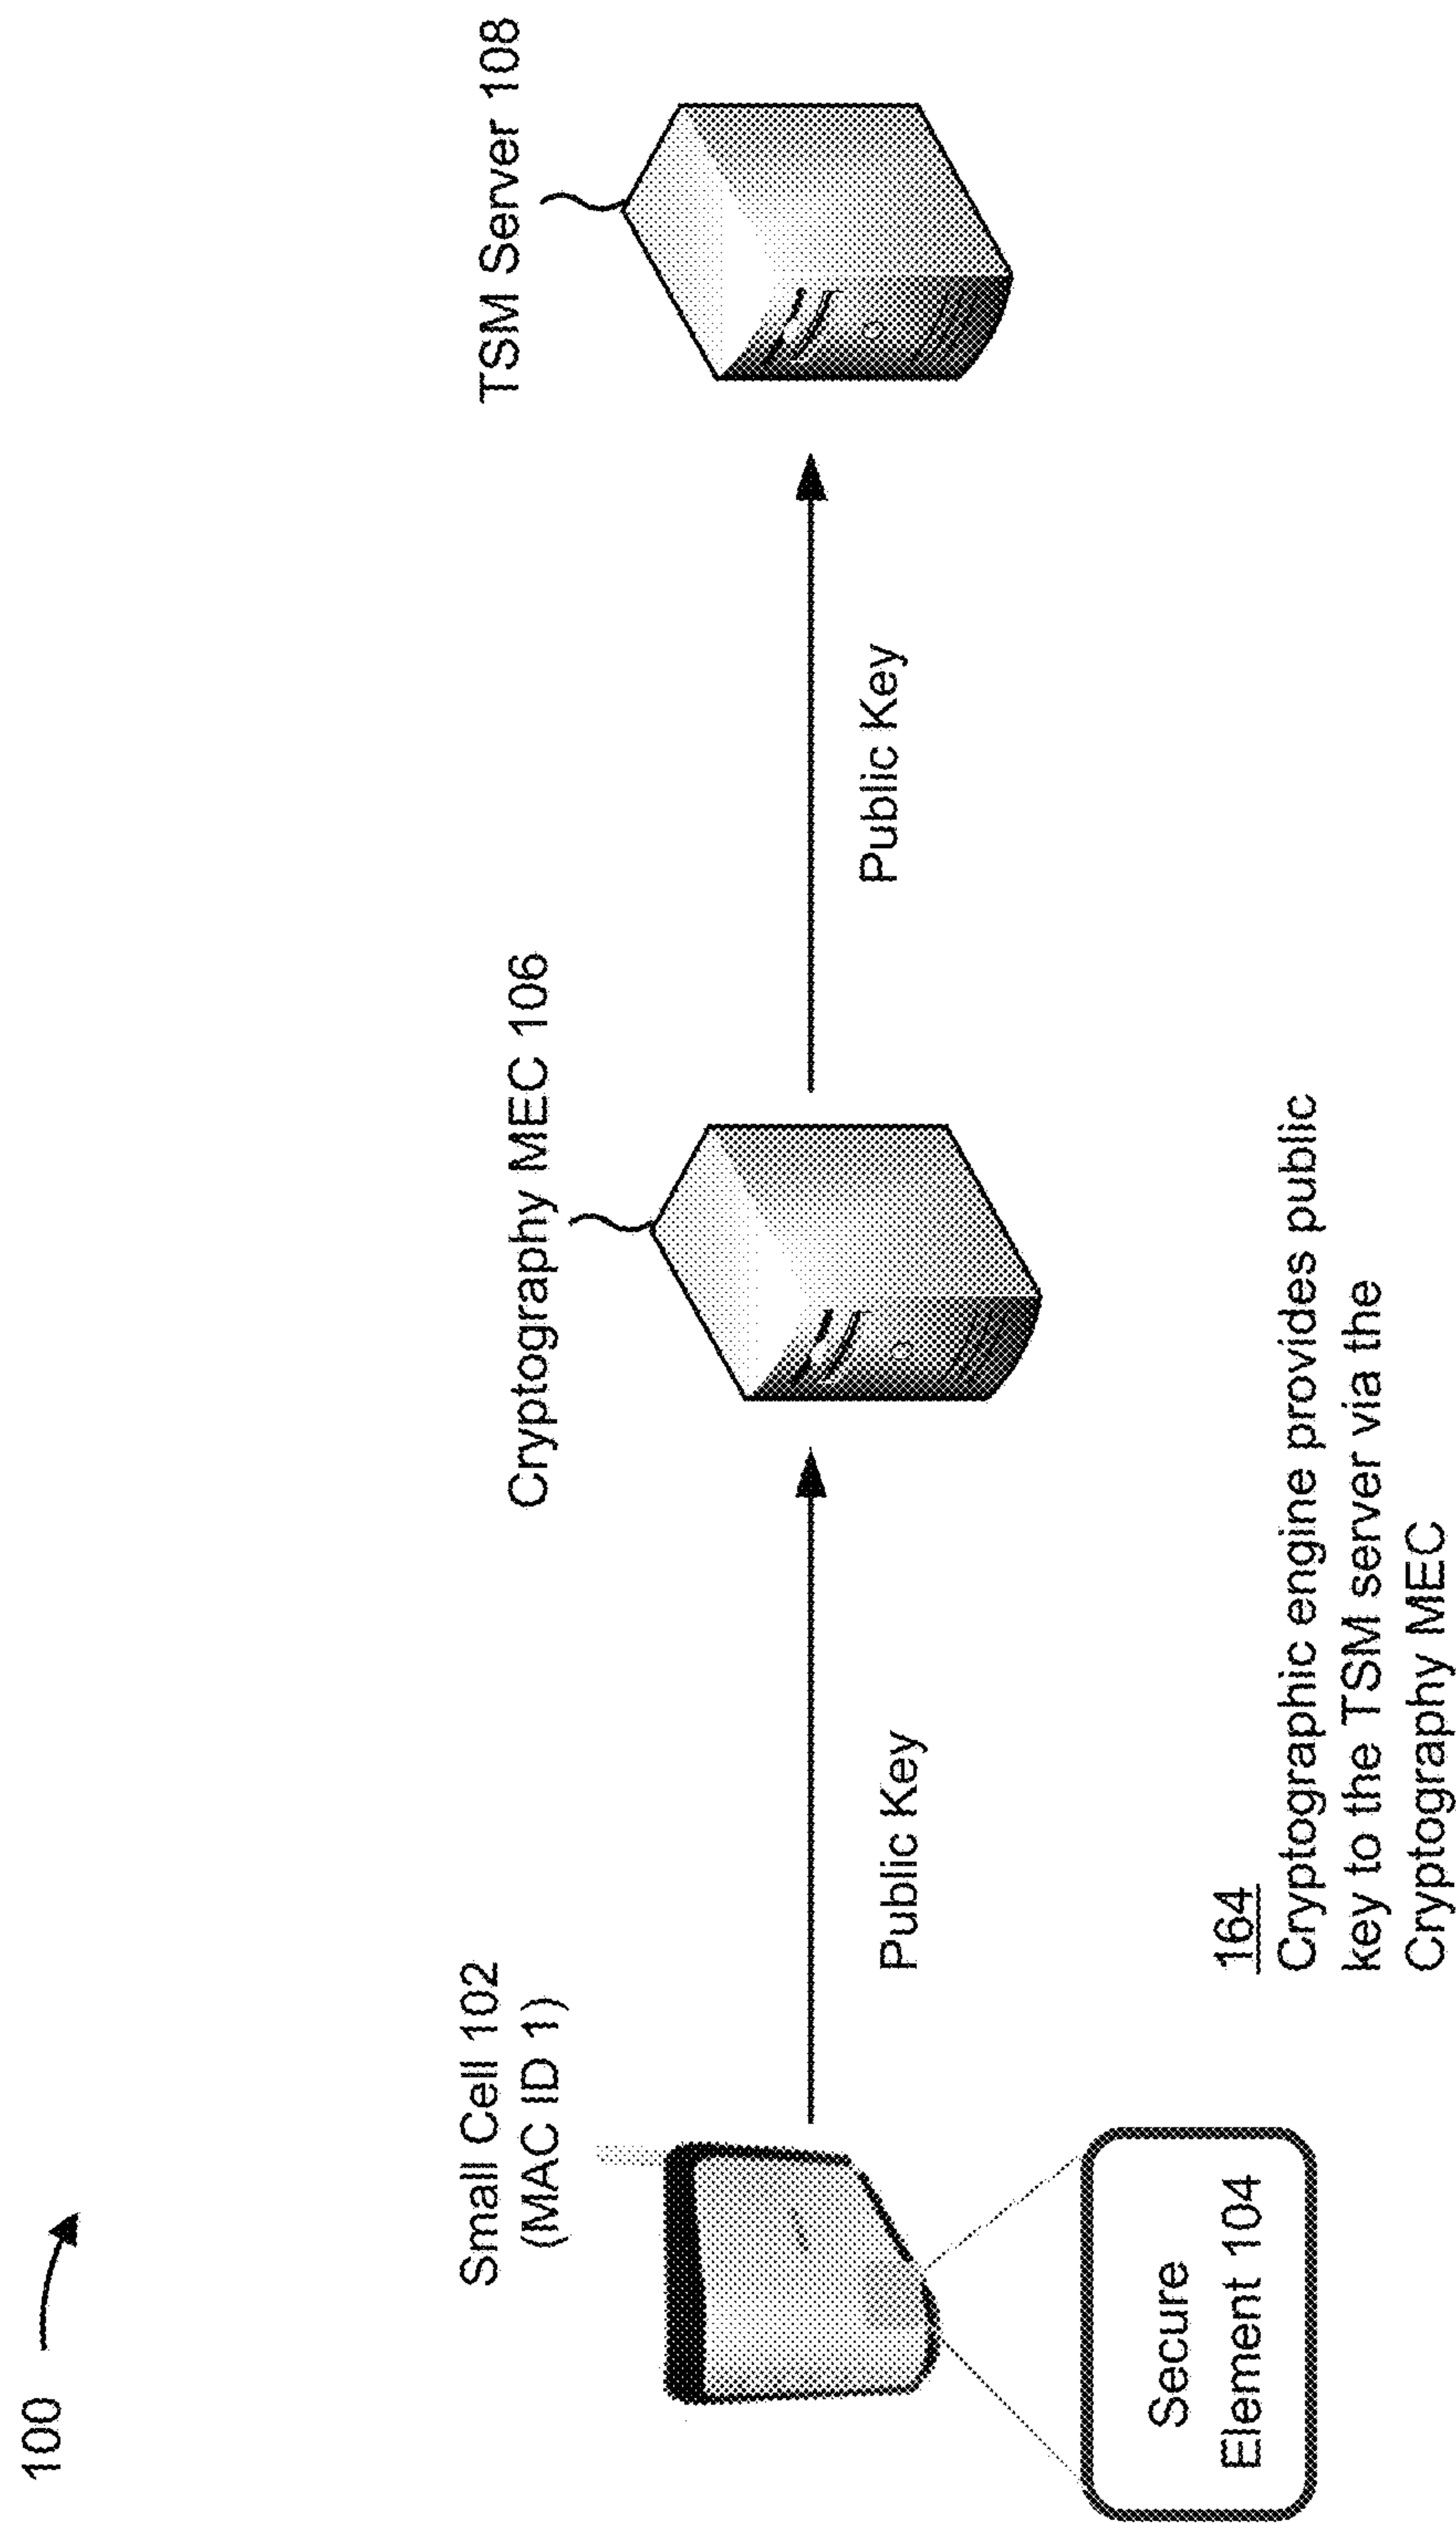 100
Small Cell 102
(MAC ID 1)
Cryptography MEC 106
TSM Server 108
Public Key
Public Key
Secure
Element 104
164
Cryptographic engine provides public
key to the TSM server via the
Cryptography MEC